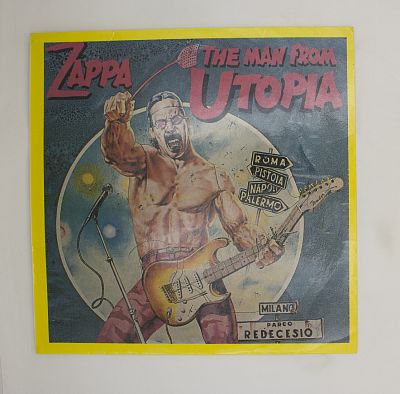 ZAPPA
THE MAN FROM
UTOPIA
ROMA
PISTOIA
NAPOLI
PALERMO
MILANO
PARCO
REDECESIO